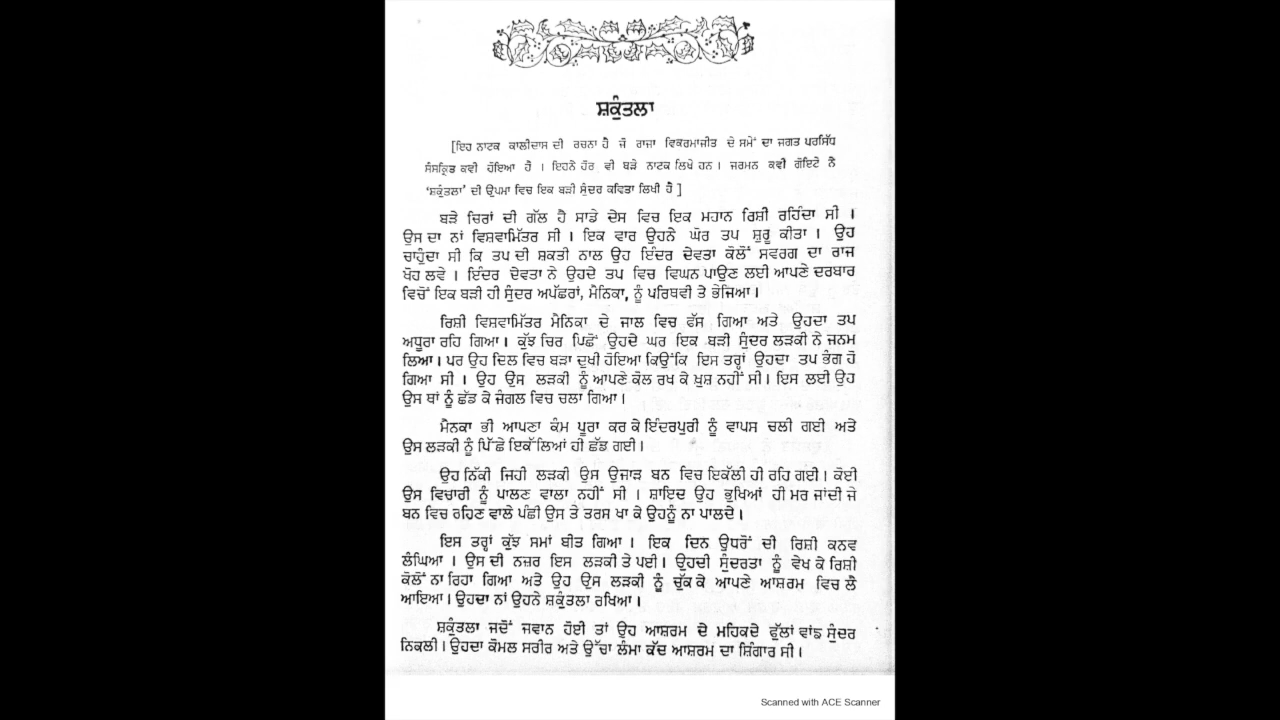 ਸ਼ਕੁੰਤਲਾ
[ਇਹ ਨਾਟਕ ਕਾਲੀਦਾਸ ਦੀ ਰਚਨਾ ਹੈ ਜੋ ਰਾਜਾ ਵਿਕਰਮਾਜੀਤ ਦੇ ਸਮੇਂ ਦਾ ਜਗਤ ਪਰਸਿੱਧ
ਸੰਸਕ੍ਰਿਤ ਕਵੀ ਹੋਇਆ ਹੈ । ਇਹਨੇ ਹੋਰ ਵੀ ਬੜੇ ਨਾਟਕ ਲਿਖੇ ਹਨ। ਜਰਮਨ ਕਵੀ ਗੋਇਟੇ ਨੈ
‘ਸ਼ਕੁੰਤਲਾ’ ਦੀ ਉਪਮਾ ਵਿਚ ਇਕ ਬੜੀ ਸੁੰਦਰ ਕਵਿਤਾ ਲਿਖੀ ਹੈ ]
ਬੜੇ ਚਿਰਾਂ ਦੀ ਗੱਲ ਹੈ ਸਾਡੇ ਦੇਸ ਵਿਚ ਇਕ ਮਹਾਨ ਰਿਸ਼ੀ ਰਹਿੰਦਾ ਸੀ ।
ਉਸ ਦਾ ਨਾਂ ਵਿਸ਼ਵਾਮਿੱਤਰ ਸੀ । ਇਕ ਵਾਰ ਉਹਨੇ ਘੋਰ ਤਪ ਸ਼ੁਰੂ ਕੀਤਾ । ਉਹ
ਚਾਹੁੰਦਾ ਸੀ ਕਿ ਤਪ ਦੀ ਸ਼ਕਤੀ ਨਾਲ ਉਹ ਇੰਦਰ ਦੇਵਤਾ ਕੋਲੋਂ ਸਵਰਗ ਦਾ ਰਾਜ
ਖੋਹ ਲਵੇ । ਇੰਦਰ ਦੇਵਤਾ ਨੇ ਉਹਦੇ ਤਪ ਵਿਚ ਵਿਘਨ ਪਾਉਣ ਲਈ ਆਪਣੇ ਦਰਬਾਰ
ਵਿਚੋਂ ਇਕ ਬੜੀ ਹੀ ਸੁੰਦਰ ਅਪੱਛਰਾਂ, ਮੈਨਿਕਾ, ਨੂੰ ਪਰਿਥਵੀ ਤੇ ਭੇਜਿਆ।
ਰਿਸ਼ੀ ਵਿਸ਼ਵਾਮਿੱਤਰ ਮੈਨਿਕਾ ਦੇ ਜਾਲ ਵਿਚ ਫੱਸ ਗਿਆ ਅਤੇ ਉਹਦਾ ਤਪ
ਅਧੂਰਾ ਰਹਿ ਗਿਆ। ਕੁੱਝ ਚਿਰ ਪਿਛੋਂ ਉਹਦੇ ਘਰ ਇਕ ਬੜੀ ਸੁੰਦਰ ਲੜਕੀ ਨੇ ਜਨਮ
ਲਿਆ। ਪਰ ਉਹ ਦਿਲ ਵਿਚ ਬੜਾ ਦੁਖੀ ਹੋਇਆ ਕਿਉਂਕਿ ਇਸ ਤਰ੍ਹਾਂ ਉਹਦਾ ਤਪ ਭੰਗ ਹੋ
ਗਿਆ ਸੀ । ਉਹ ਉਸ ਲੜਕੀ ਨੂੰ ਆਪਣੇ ਕੋਲ ਰਖ ਕੇ ਖ਼ੁਸ਼ ਨਹੀਂ ਸੀ। ਇਸ ਲਈ ਉਹ
ਉਸ ਥਾਂ ਨੂੰ ਛੱਡ ਕੇ ਜੰਗਲ ਵਿਚ ਚਲਾ ਗਿਆ।
ਮੈਨਕਾ ਭੀ ਆਪਣਾ ਕੰਮ ਪੂਰਾ ਕਰ ਕੇ ਇੰਦਰਪੁਰੀ ਨੂੰ ਵਾਪਸ ਚਲੀ ਗਈ ਅਤੇ
ਉਸ ਲੜਕੀ ਨੂੰ ਪਿੱਛੇ ਇਕੱਲਿਆਂ ਹੀ ਛੱਡ ਗਈ।
ਉਹ ਨਿੱਕੀ ਜਿਹੀ ਲੜਕੀ ਉਸ ਉਜਾੜ ਬਨ ਵਿਚ ਇਕੱਲੀ ਹੀ ਰਹਿ ਗਈ। ਕੋਈ
ਉਸ ਵਿਚਾਰੀ ਨੂੰ ਪਾਲਣ ਵਾਲਾ ਨਹੀਂ ਸੀ । ਸ਼ਾਇਦ ਉਹ ਭੁਖਿਆਂ ਹੀ ਮਰ ਜਾਂਦੀ ਜੇ
ਬਨ ਵਿਚ ਰਹਿਣ ਵਾਲੇ ਪੰਛੀ ਉਸ ਤੇ ਤਰਸ ਖਾ ਕੇ ਉਹਨੂੰ ਨਾ ਪਾਲਦੇ।
ਇਸ ਤਰ੍ਹਾਂ ਕੁੱਝ ਸਮਾਂ ਬੀਤ ਗਿਆ । ਇਕ ਦਿਨ ਉਧਰੋਂ ਦੀ ਰਿਸ਼ੀ ਕਨਵ
ਲੰਘਿਆ । ਉਸ ਦੀ ਨਜ਼ਰ ਇਸ ਲੜਕੀ ਤੇ ਪਈ। ਉਹਦੀ ਸੁੰਦਰਤਾ ਨੂੰ ਵੇਖ ਕੇ ਰਿਸ਼ੀ
ਕੋਲੋਂ ਨਾ ਰਿਹਾ ਗਿਆ ਅਤੇ ਉਹ ਉਸ ਲੜਕੀ ਨੂੰ ਚੁੱਕ ਕੇ ਆਪਣੇ ਆਸ਼ਰਮ ਵਿਚ ਲੈ
ਆਇਆ। ਉਹਦਾ ਨਾਂ ਉਹਨੇ ਸ਼ਕੁੰਤਲਾ ਰਖਿਆ।
ਸ਼ਕੁੰਤਲਾ ਜਦੋਂ ਜਵਾਨ ਹੋਈ ਤਾਂ ਉਹ ਆਸ਼ਰਮ ਦੇ ਮਹਿਕਦੇ ਫੁੱਲਾਂ ਵਾਂਙ ਸੁੰਦਰ
ਨਿਕਲੀ। ਉਹਦਾ ਕੋਮਲ ਸਰੀਰ ਅਤੇ ਉੱਚਾ ਲੰਮਾ ਕੱਦ ਆਸ਼ਰਮ ਦਾ ਸ਼ਿੰਗਾਰ ਸੀ।
Scanned with ACE Scanner